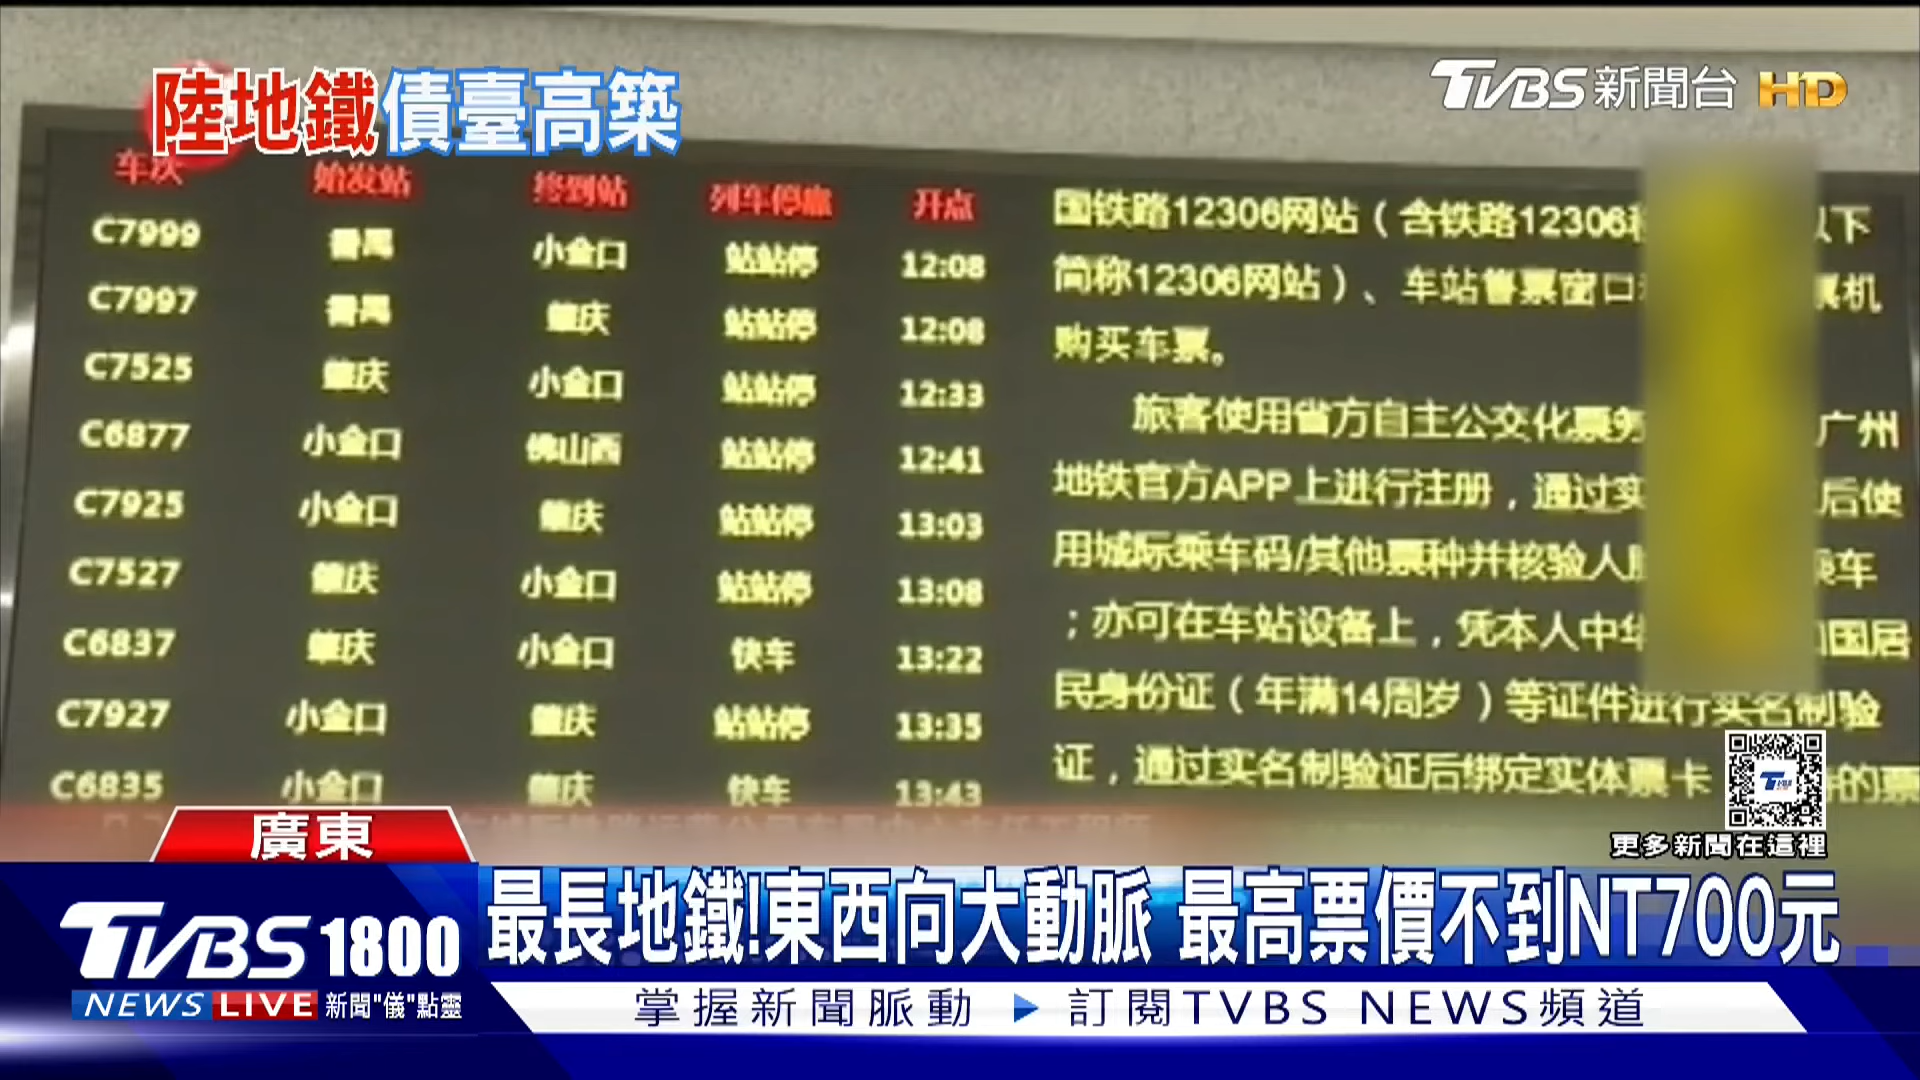 陸地鐵債臺高築
TVBS新聞台 HD
车次 始发站 终到站 列车停靠 开点
C7999 番禺 小金口 站站停 12:08
C7997 番禺 肇庆 站站停 12:08
C7525 肇庆 小金口 站站停 12:33
C6877 小金口 佛山西 站站停 12:41
C7925 小金口 肇庆 站站停 13:03
C7527 肇庆 小金口 站站停 13:08
C6837 肇庆 小金口 快车 13:22
C7927 小金口 肇庆 站站停 13:35
C6835 小金口 肇庆 快车 13:43
国铁路12306网站（含铁路12306 以下
简称12306网站）、车站售票窗口 票机
购买车票。
旅客使用省方自主公交化票务 广州
地铁官方APP上进行注册，通过实 后使
用城际乘车码/其他票种并核验人 乘车
；亦可在车站设备上，凭本人中华 国居
民身份证（年满14周岁）等证件进行实名制验
证，通过实名制验证后绑定实体票卡 的票
更多新聞在這裡
廣東
最長地鐵!東西向大動脈 最高票價不到NT700元
TVBS 1800
NEWS LIVE 新聞"儀"點靈
掌握新聞脈動 ▶ 訂閱TVBS NEWS頻道